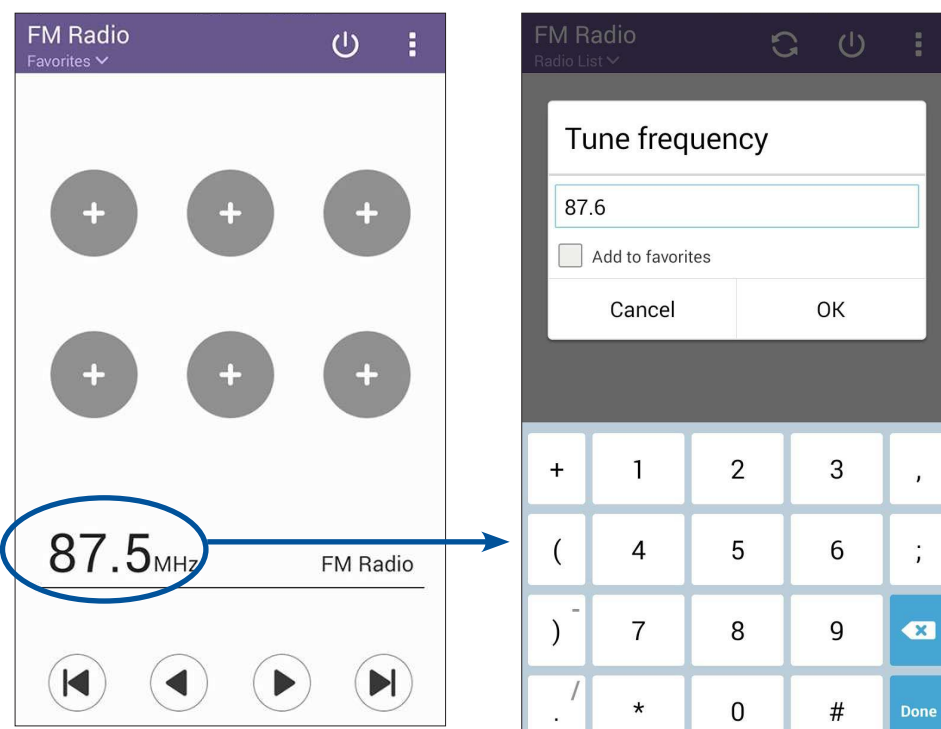 FM Radio
Favorites
+ + +
+ + +
87.5MHz FM Radio
FM Radio
Radio List
Tune frequency
87.6
Add to favorites
Cancel OK
+ 1 2 3 ,
( 4 5 6 ;
) - 7 8 9
. / * 0 # Done